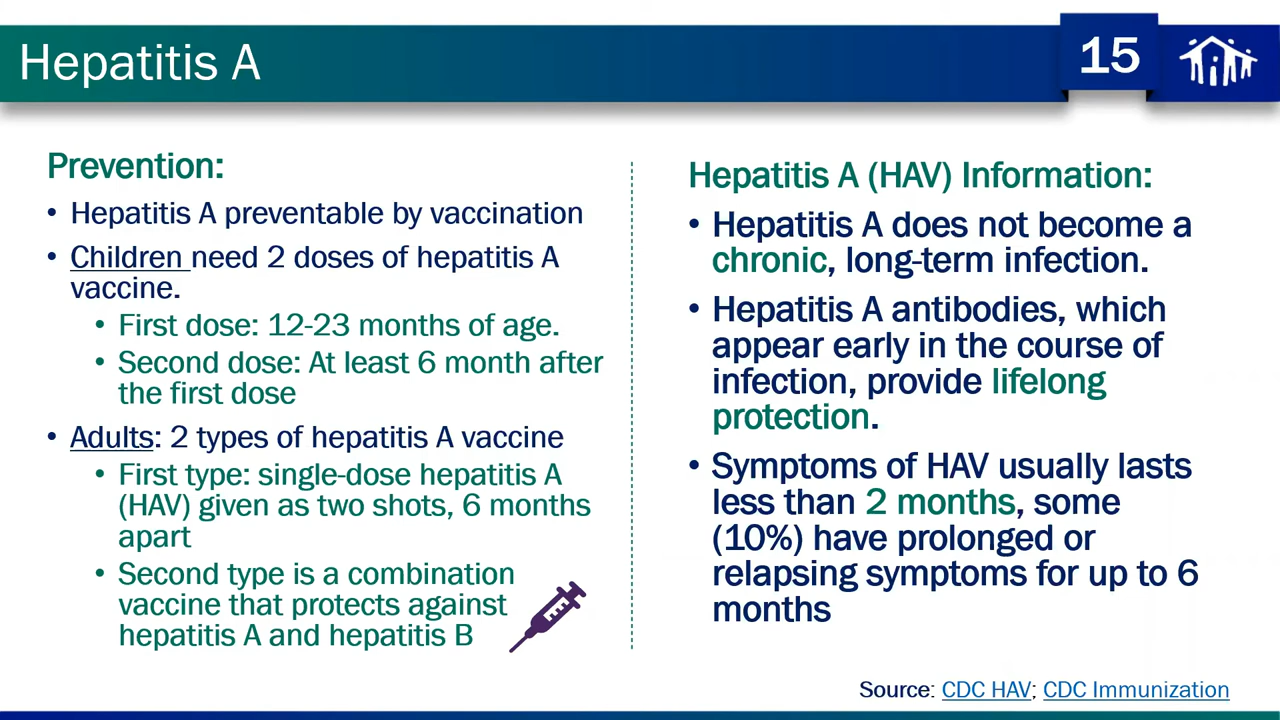 Hepatitis A
15
Prevention:
• Hepatitis A preventable by vaccination
• Children need 2 doses of hepatitis A
vaccine.
• First dose: 12-23 months of age.
• Second dose: At least 6 month after
the first dose
• Adults: 2 types of hepatitis A vaccine
• First type: single-dose hepatitis A
(HAV) given as two shots, 6 months
apart
• Second type is a combination
vaccine that protects against
hepatitis A and hepatitis B
Hepatitis A (HAV) Information:
• Hepatitis A does not become a
chronic, long-term infection.
• Hepatitis A antibodies, which
appear early in the course of
infection, provide lifelong
protection.
• Symptoms of HAV usually lasts
less than 2 months, some
(10%) have prolonged or
relapsing symptoms for up to 6
months
Source: CDC HAV; CDC Immunization